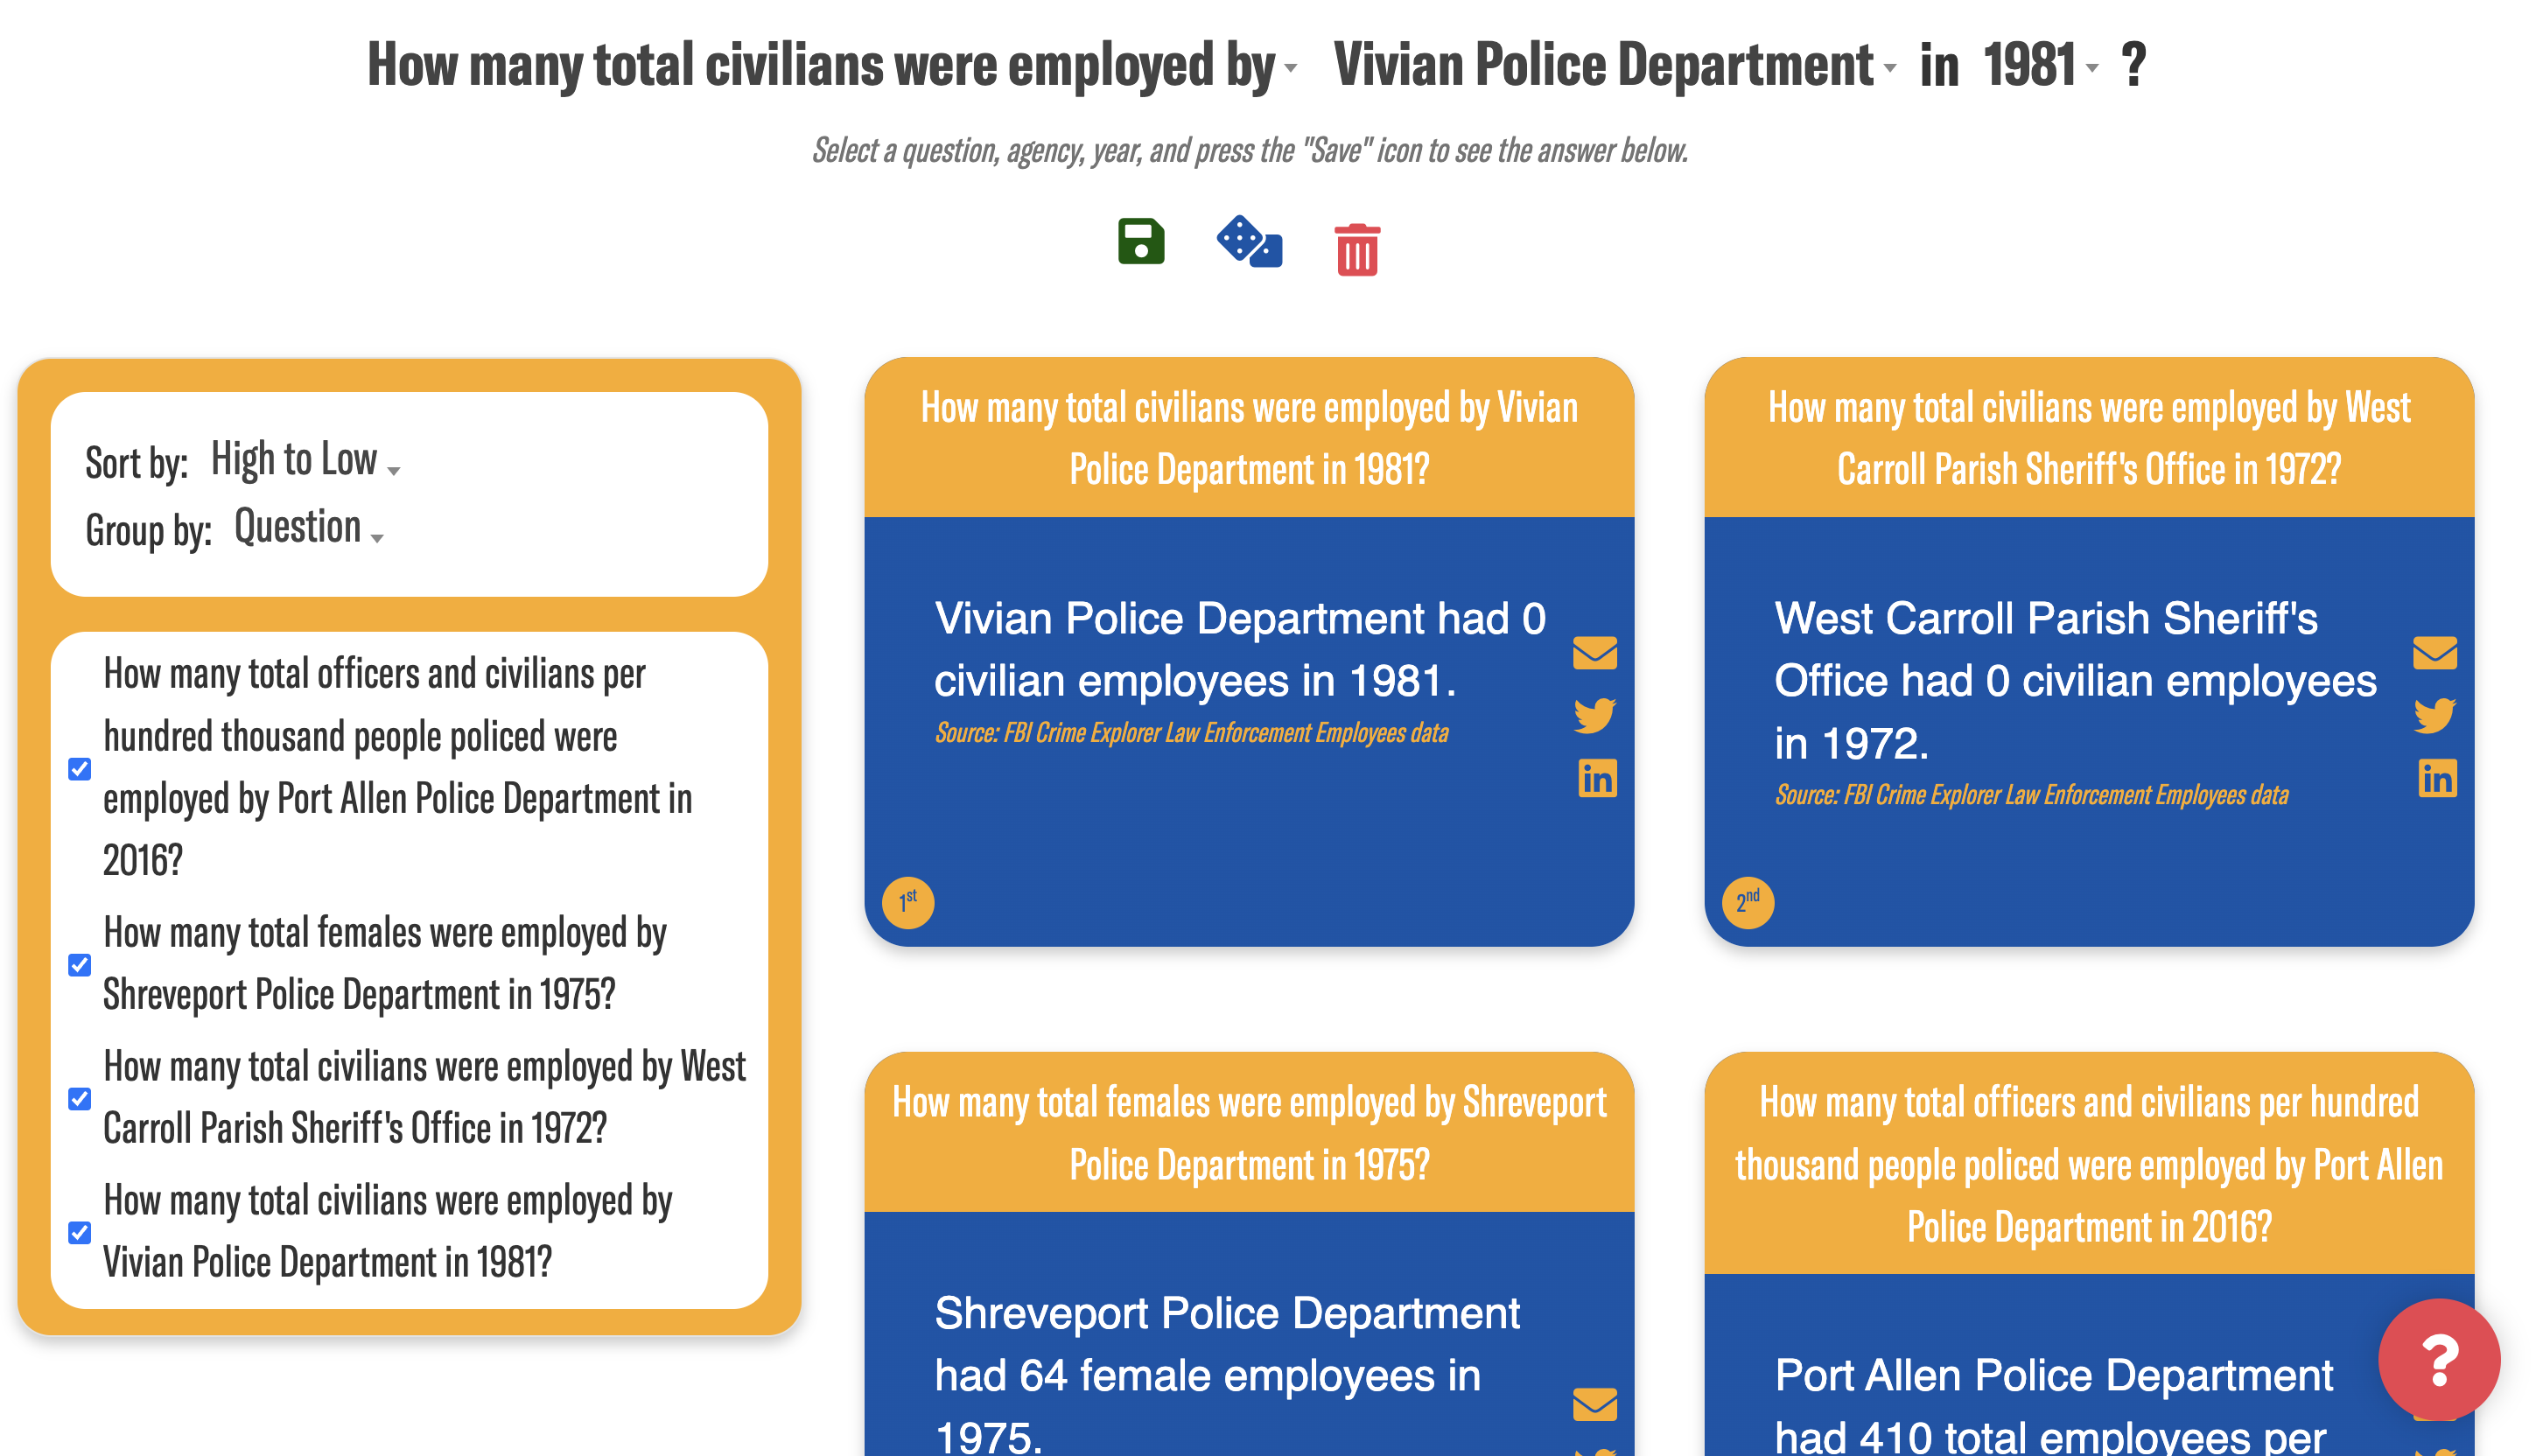 How many total civilians were employed by Vivian Police Department in 1981 ?
Select a question, agency, year, and press the "Save" icon to see the answer below.
Sort by: High to Low
Group by: Question
How many total officers and civilians per
hundred thousand people policed were
employed by Port Allen Police Department in
2016?
How many total females were employed by
Shreveport Police Department in 1975?
How many total civilians were employed by West
Carroll Parish Sheriff's Office in 1972?
How many total civilians were employed by
Vivian Police Department in 1981?
How many total civilians were employed by Vivian
Police Department in 1981?
Vivian Police Department had 0
civilian employees in 1981.
Source: FBI Crime Explorer Law Enforcement Employees data
1st
How many total civilians were employed by West
Carroll Parish Sheriff's Office in 1972?
West Carroll Parish Sheriff's
Office had 0 civilian employees
in 1972.
Source: FBI Crime Explorer Law Enforcement Employees data
2nd
How many total females were employed by Shreveport
Police Department in 1975?
Shreveport Police Department
had 64 female employees in
1975.
How many total officers and civilians per hundred
thousand people policed were employed by Port Allen
Police Department in 2016?
Port Allen Police Department
had 410 total employees per
?